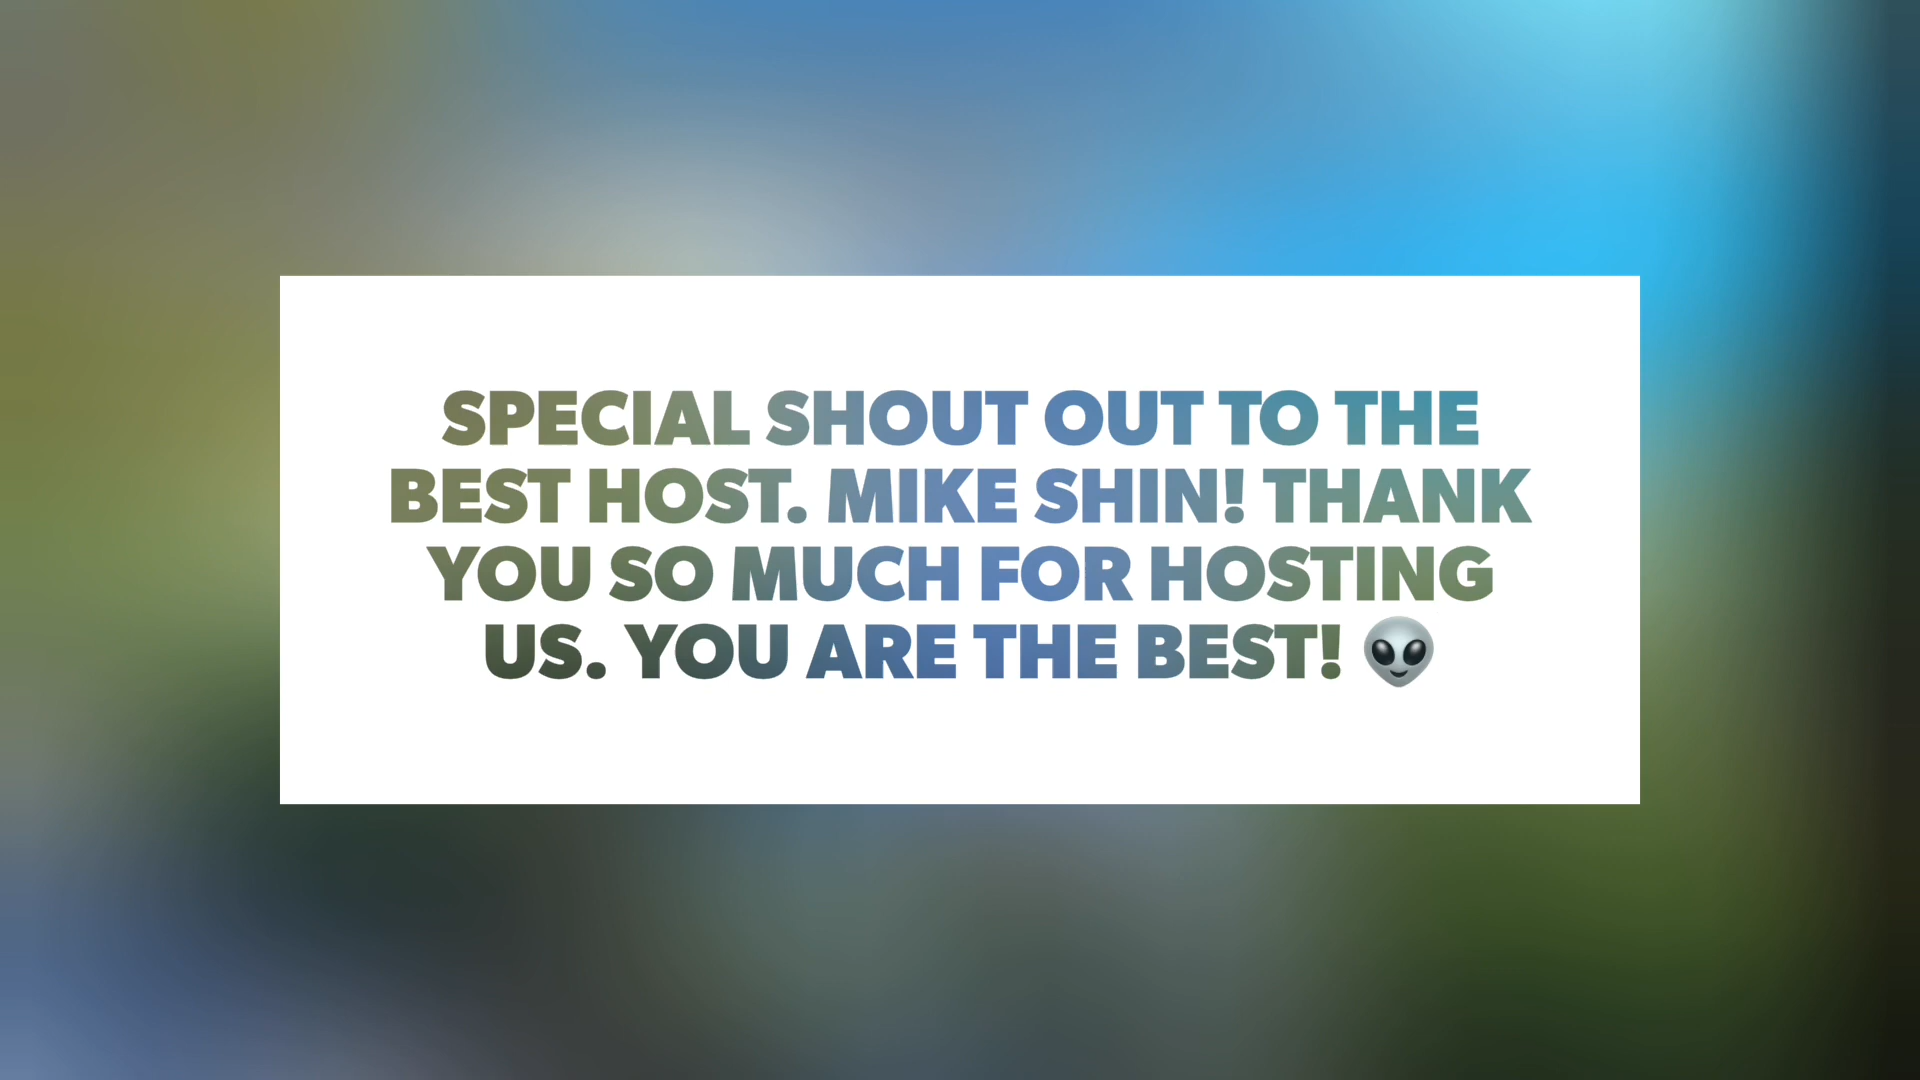 SPECIAL SHOUT OUT TO THE
BEST HOST. MIKE SHIN! THANK
YOU SO MUCH FOR HOSTING
US. YOU ARE THE BEST! 👽